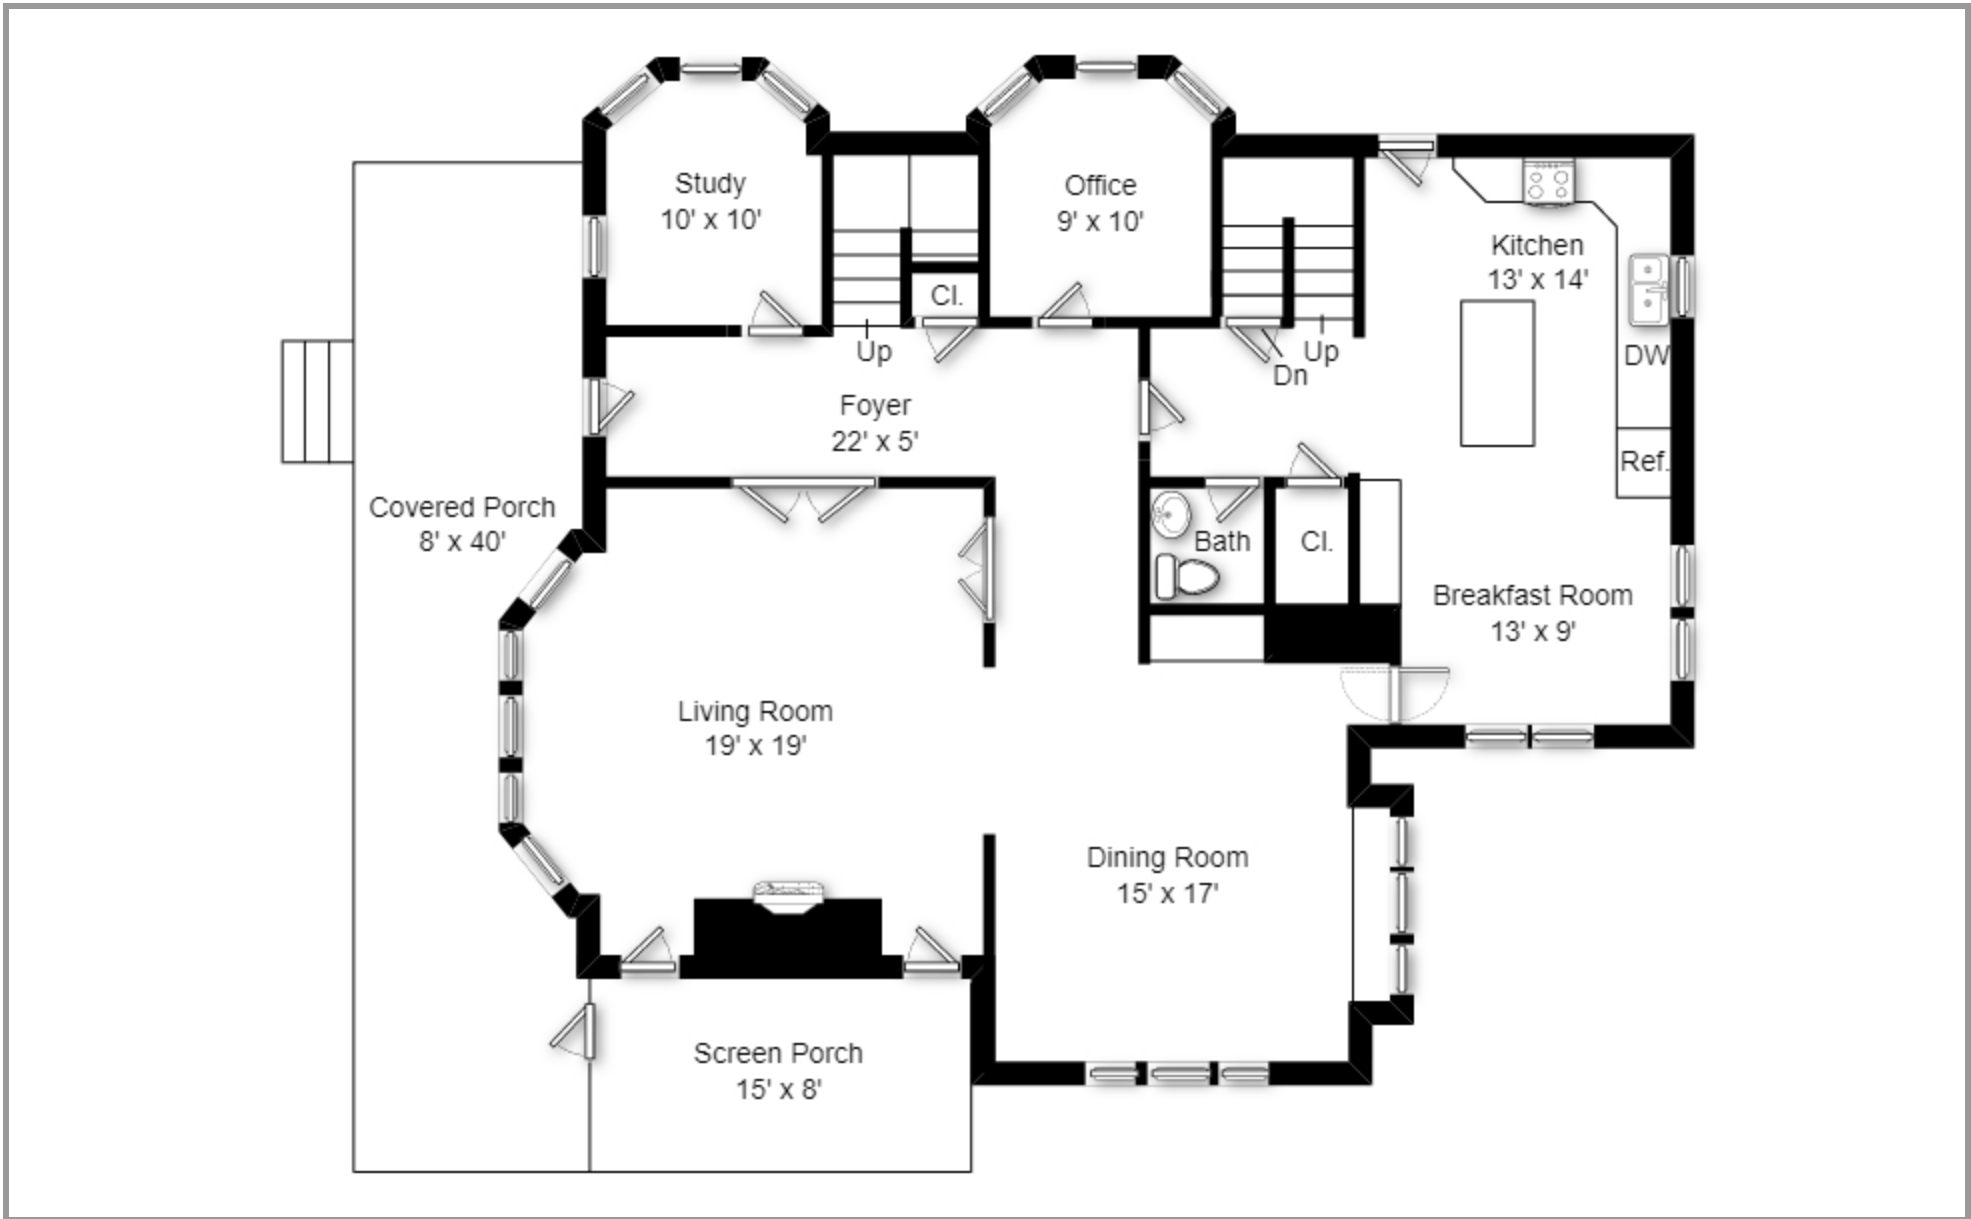 Study
10' x 10'
Office
9' x 10'
Kitchen
13' x 14'
Cl.
Up
Up
Dn
DW
Foyer
22' x 5'
Ref.
Covered Porch
8' x 40'
Bath
Cl.
Breakfast Room
13' x 9'
Living Room
19' x 19'
Dining Room
15' x 17'
Screen Porch
15' x 8'